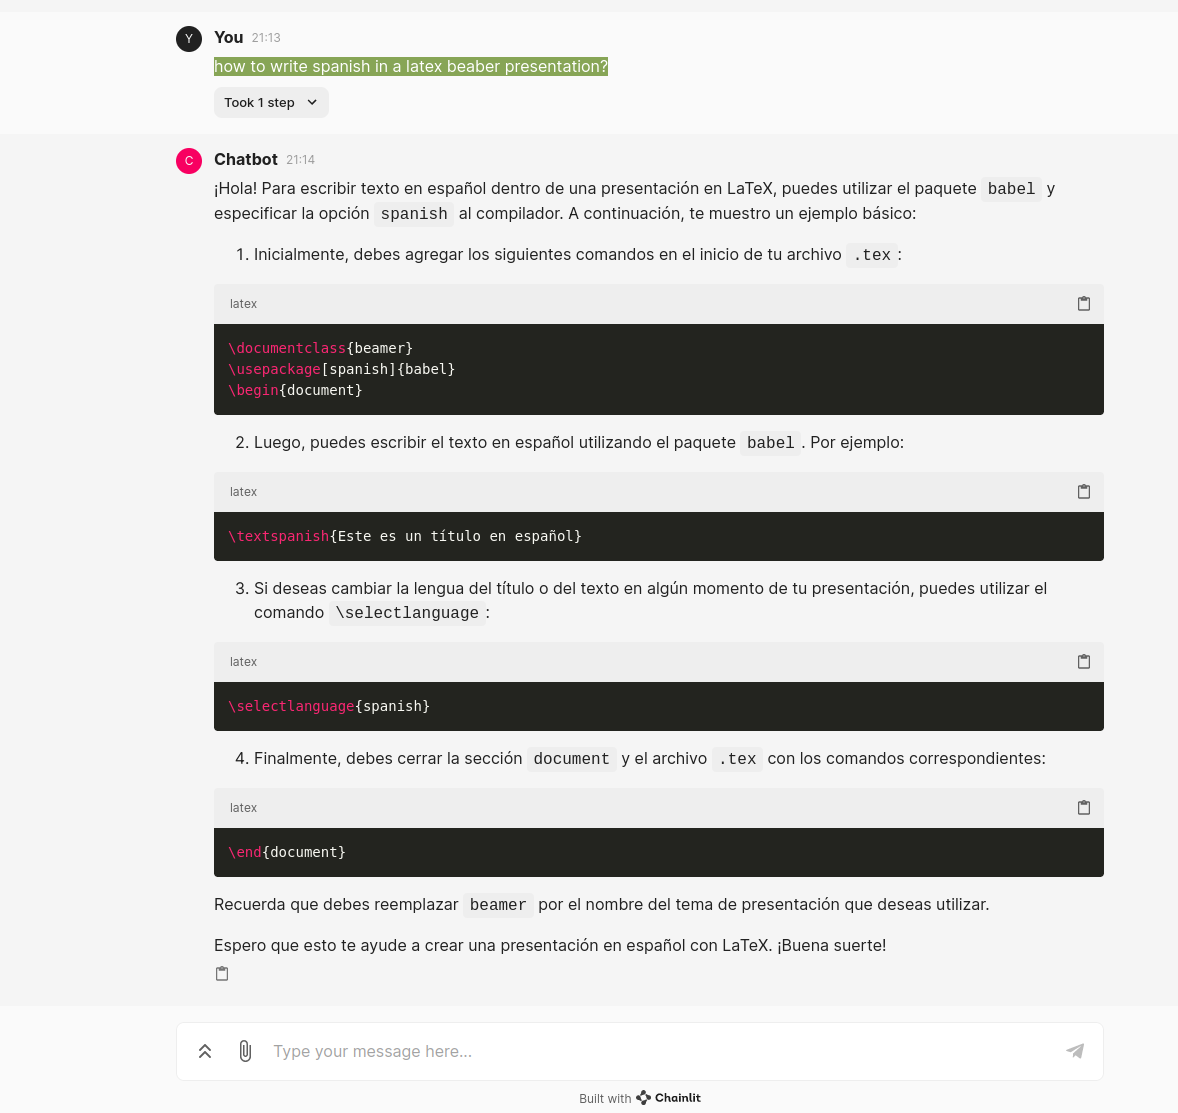 Y
You 21:13
how to write spanish in a latex beaber presentation?
Took 1 step
C
Chatbot 21:14
¡Hola! Para escribir texto en español dentro de una presentación en LaTeX, puedes utilizar el paquete babel y
especificar la opción spanish al compilador. A continuación, te muestro un ejemplo básico:
1. Inicialmente, debes agregar los siguientes comandos en el inicio de tu archivo .tex :
latex
\documentclass{beamer}
\usepackage[spanish]{babel}
\begin{document}
2. Luego, puedes escribir el texto en español utilizando el paquete babel . Por ejemplo:
latex
\textspanish{Este es un título en español}
3. Si deseas cambiar la lengua del título o del texto en algún momento de tu presentación, puedes utilizar el
comando \selectlanguage :
latex
\selectlanguage{spanish}
4. Finalmente, debes cerrar la sección document y el archivo .tex con los comandos correspondientes:
latex
\end{document}
Recuerda que debes reemplazar beamer por el nombre del tema de presentación que deseas utilizar.
Espero que esto te ayude a crear una presentación en español con LaTeX. ¡Buena suerte!
Type your message here...
Built with Chainlit